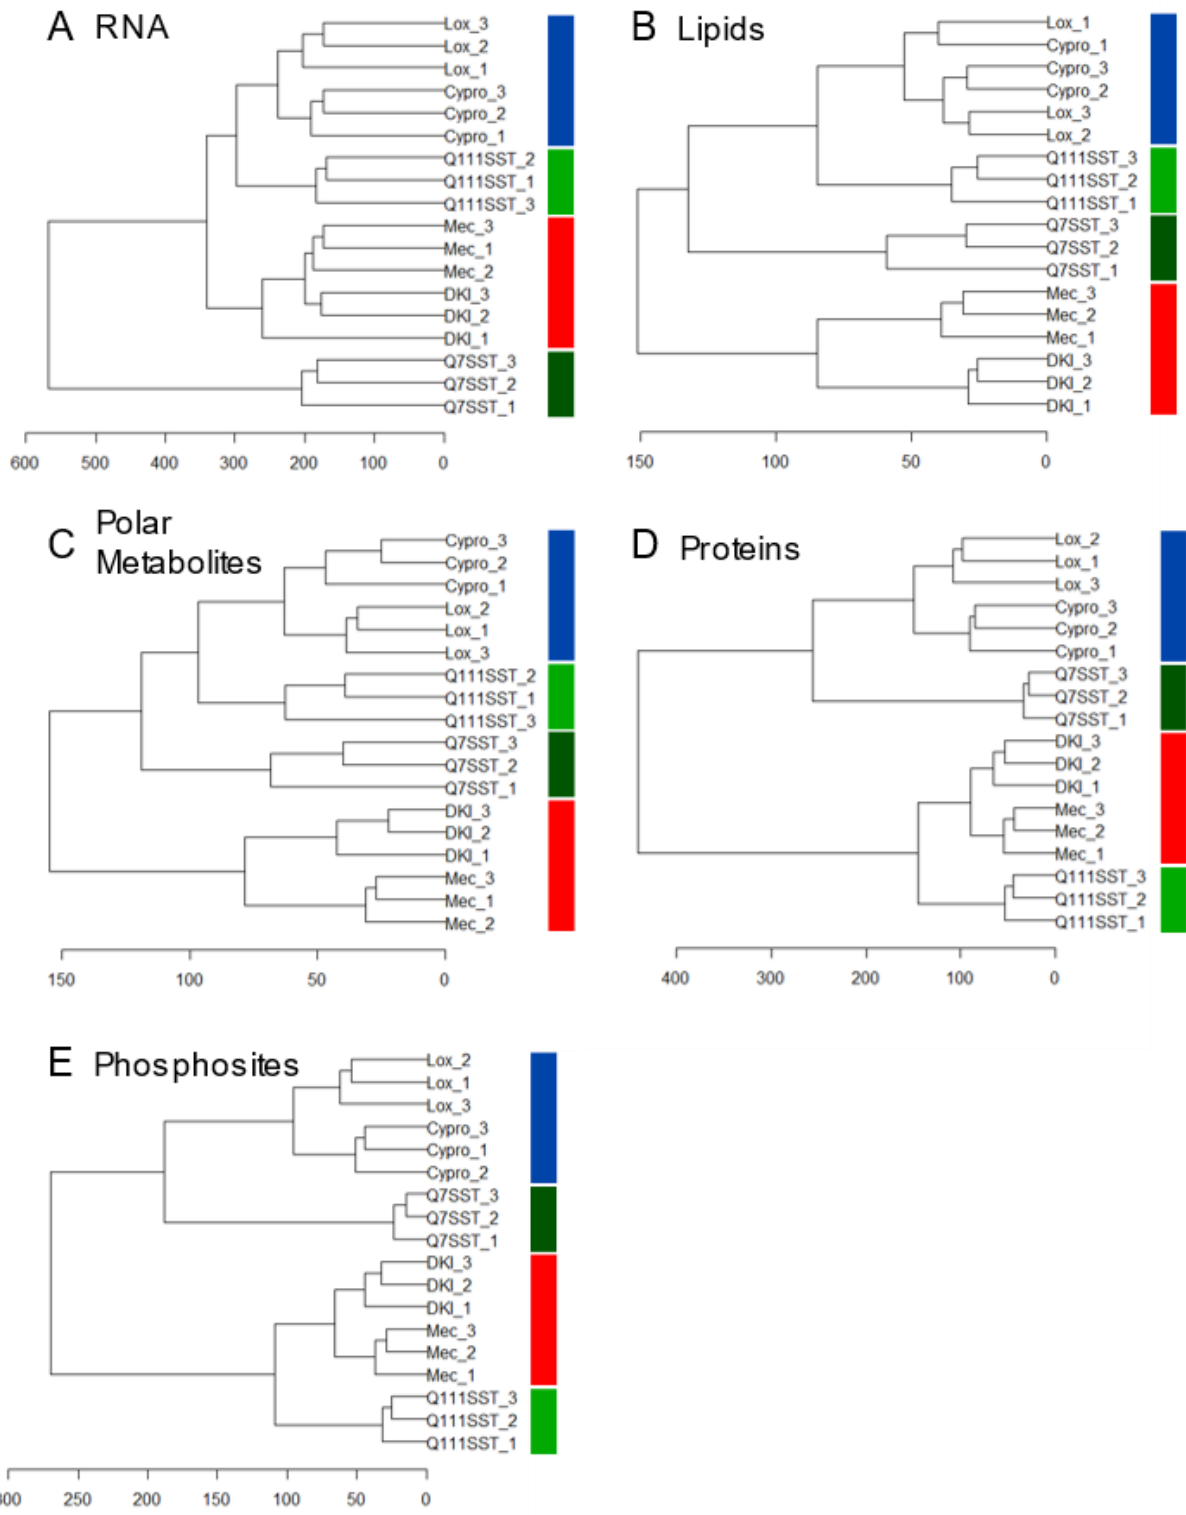 A RNA
Lox_3
Lox_2
Lox_1
Cypro_3
Cypro_2
Cypro_1
Q111SST_2
Q111SST_1
Q111SST_3
Mec_3
Mec_1
Mec_2
DKI_3
DKI_2
DKI_1
Q7SST_3
Q7SST_2
Q7SST_1
600 500 400 300 200 100 0
B Lipids
Lox_1
Cypro_1
Cypro_3
Cypro_2
Lox_3
Lox_2
Q111SST_3
Q111SST_2
Q111SST_1
Q7SST_3
Q7SST_2
Q7SST_1
Mec_3
Mec_2
Mec_1
DKI_3
DKI_2
DKI_1
150 100 50 0
C Polar
Metabolites
Cypro_3
Cypro_2
Cypro_1
Lox_2
Lox_1
Lox_3
Q111SST_2
Q111SST_1
Q111SST_3
Q7SST_3
Q7SST_2
Q7SST_1
DKI_3
DKI_2
DKI_1
Mec_3
Mec_1
Mec_2
150 100 50 0
D Proteins
Lox_2
Lox_1
Lox_3
Cypro_3
Cypro_2
Cypro_1
Q7SST_3
Q7SST_2
Q7SST_1
DKI_3
DKI_2
DKI_1
Mec_3
Mec_2
Mec_1
Q111SST_3
Q111SST_2
Q111SST_1
400 300 200 100 0
E Phosphosites
Lox_2
Lox_1
Lox_3
Cypro_3
Cypro_1
Cypro_2
Q7SST_3
Q7SST_2
Q7SST_1
DKI_3
DKI_2
DKI_1
Mec_3
Mec_2
Mec_1
Q111SST_3
Q111SST_2
Q111SST_1
300 250 200 150 100 50 0